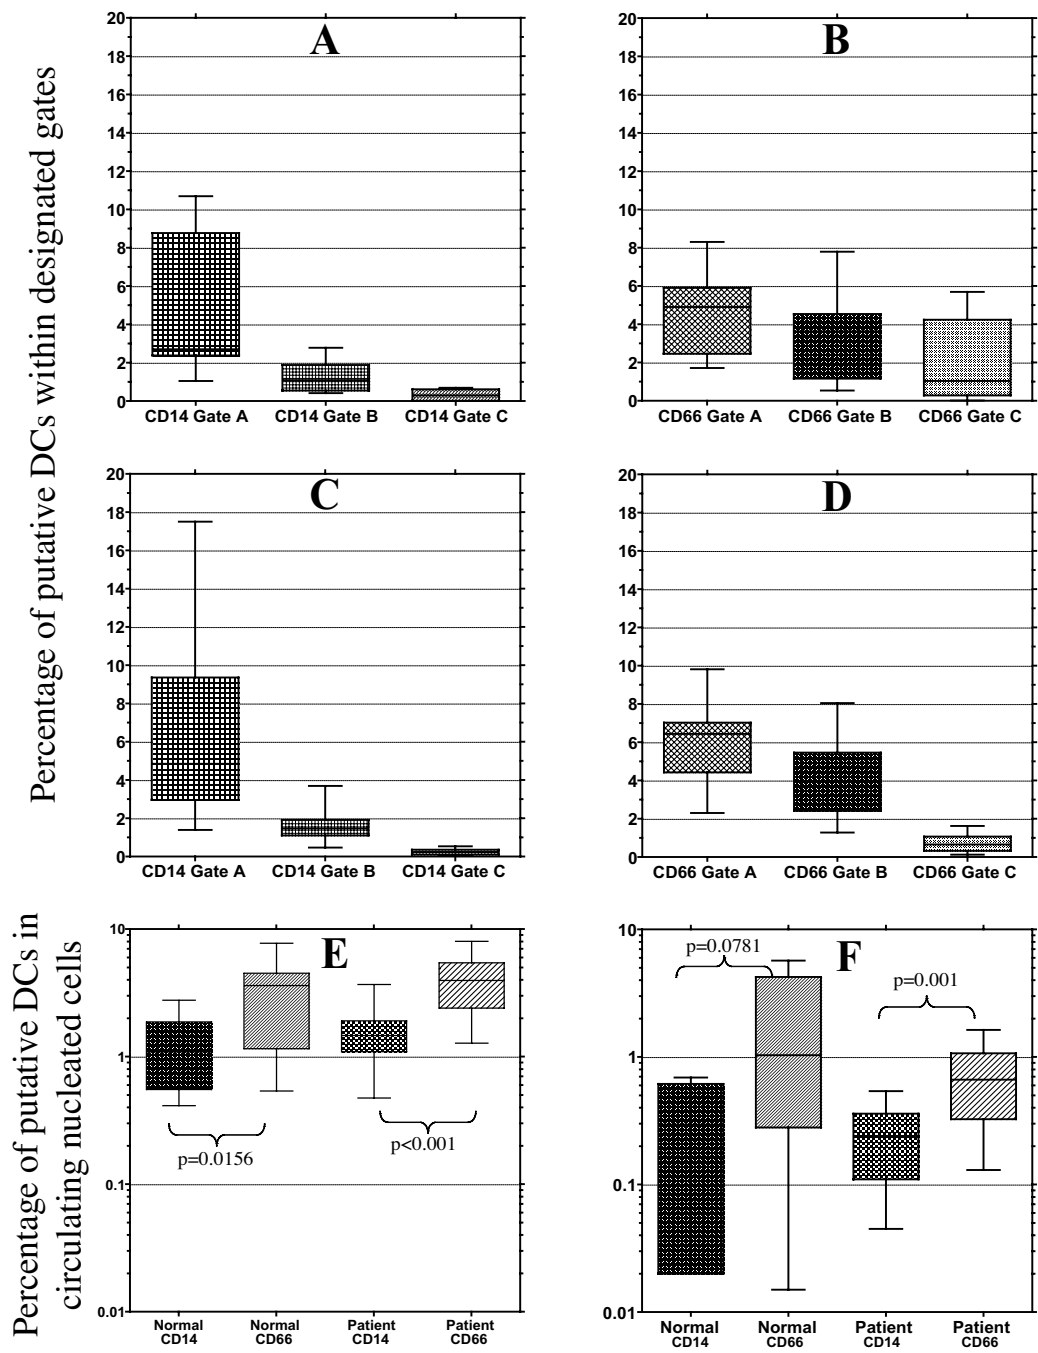 Percentage of putative DCs within designated gates
A
20
18
16
14
12
10
8
6
4
2
0
CD14 Gate A
CD14 Gate B
CD14 Gate C
B
20
18
16
14
12
10
8
6
4
2
0
CD66 Gate A
CD66 Gate B
CD66 Gate C
C
20
18
16
14
12
10
8
6
4
2
0
CD14 Gate A
CD14 Gate B
CD14 Gate C
D
20
18
16
14
12
10
8
6
4
2
0
CD66 Gate A
CD66 Gate B
CD66 Gate C
Percentage of putative DCs in
circulating nucleated cells
E
10
1
0.1
0.01
p=0.0156
p<0.001
Normal
CD14
Normal
CD66
Patient
CD14
Patient
CD66
F
10
1
0.1
0.01
p=0.0781
p=0.001
Normal
CD14
Normal
CD66
Patient
CD14
Patient
CD66